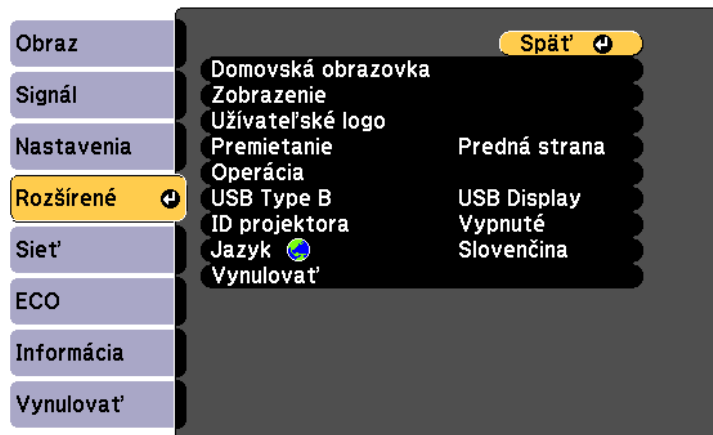 Obraz
Signál
Nastavenia
Rozšírené
Sieť
ECO
Informácia
Vynulovať
Späť
Domovská obrazovka
Zobrazenie
Užívateľské logo
Premietanie Predná strana
Operácia
USB Type B USB Display
ID projektora Vypnuté
Jazyk Slovenčina
Vynulovať